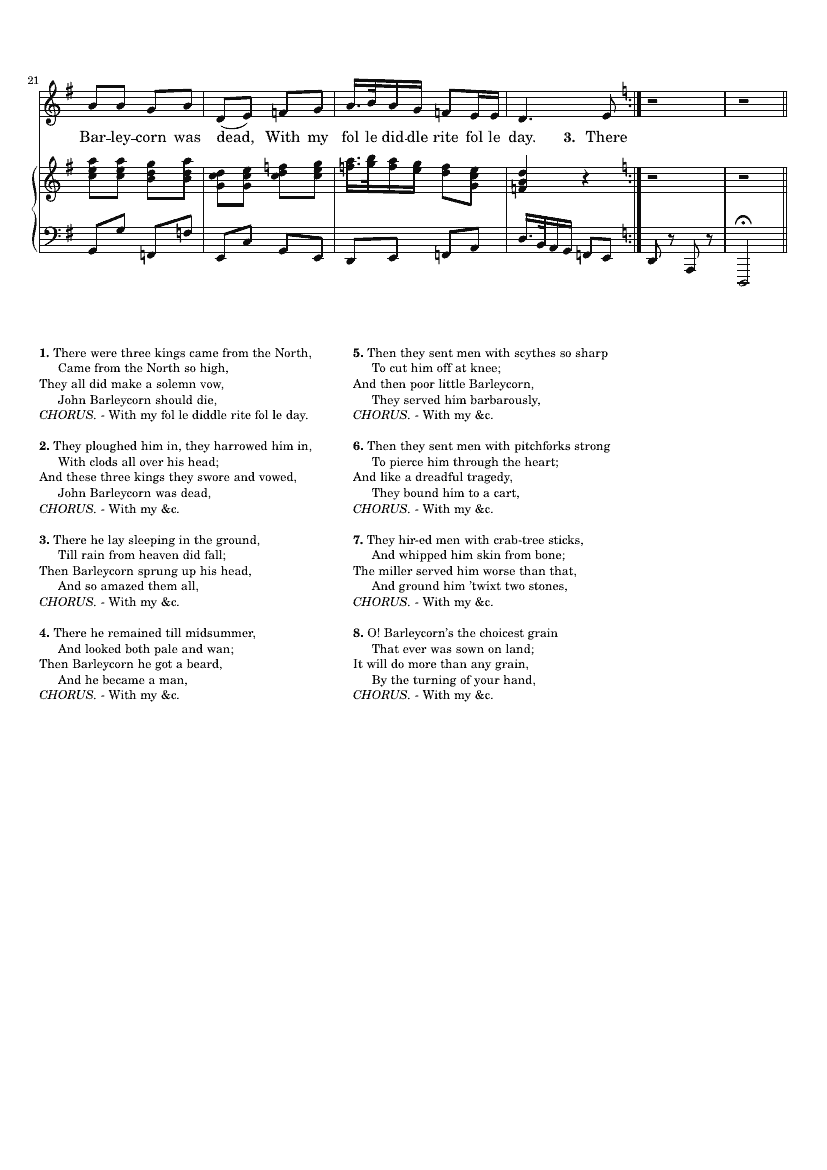 21
Bar-ley-corn was dead, With my fol le did-dle rite fol le day. 3. There
1. There were three kings came from the North,
Came from the North so high,
They all did make a solemn vow,
John Barleycorn should die,
CHORUS. - With my fol le diddle rite fol le day.
2. They ploughed him in, they harrowed him in,
With clods all over his head;
And these three kings they swore and vowed,
John Barleycorn was dead,
CHORUS. - With my &c.
3. There he lay sleeping in the ground,
Till rain from heaven did fall;
Then Barleycorn sprung up his head,
And so amazed them all,
CHORUS. - With my &c.
4. There he remained till midsummer,
And looked both pale and wan;
Then Barleycorn he got a beard,
And he became a man,
CHORUS. - With my &c.
5. Then they sent men with scythes so sharp
To cut him off at knee;
And then poor little Barleycorn,
They served him barbarously,
CHORUS. - With my &c.
6. Then they sent men with pitchforks strong
To pierce him through the heart;
And like a dreadful tragedy,
They bound him to a cart,
CHORUS. - With my &c.
7. They hir-ed men with crab-tree sticks,
And whipped him skin from bone;
The miller served him worse than that,
And ground him 'twixt two stones,
CHORUS. - With my &c.
8. O! Barleycorn's the choicest grain
That ever was sown on land;
It will do more than any grain,
By the turning of your hand,
CHORUS. - With my &c.